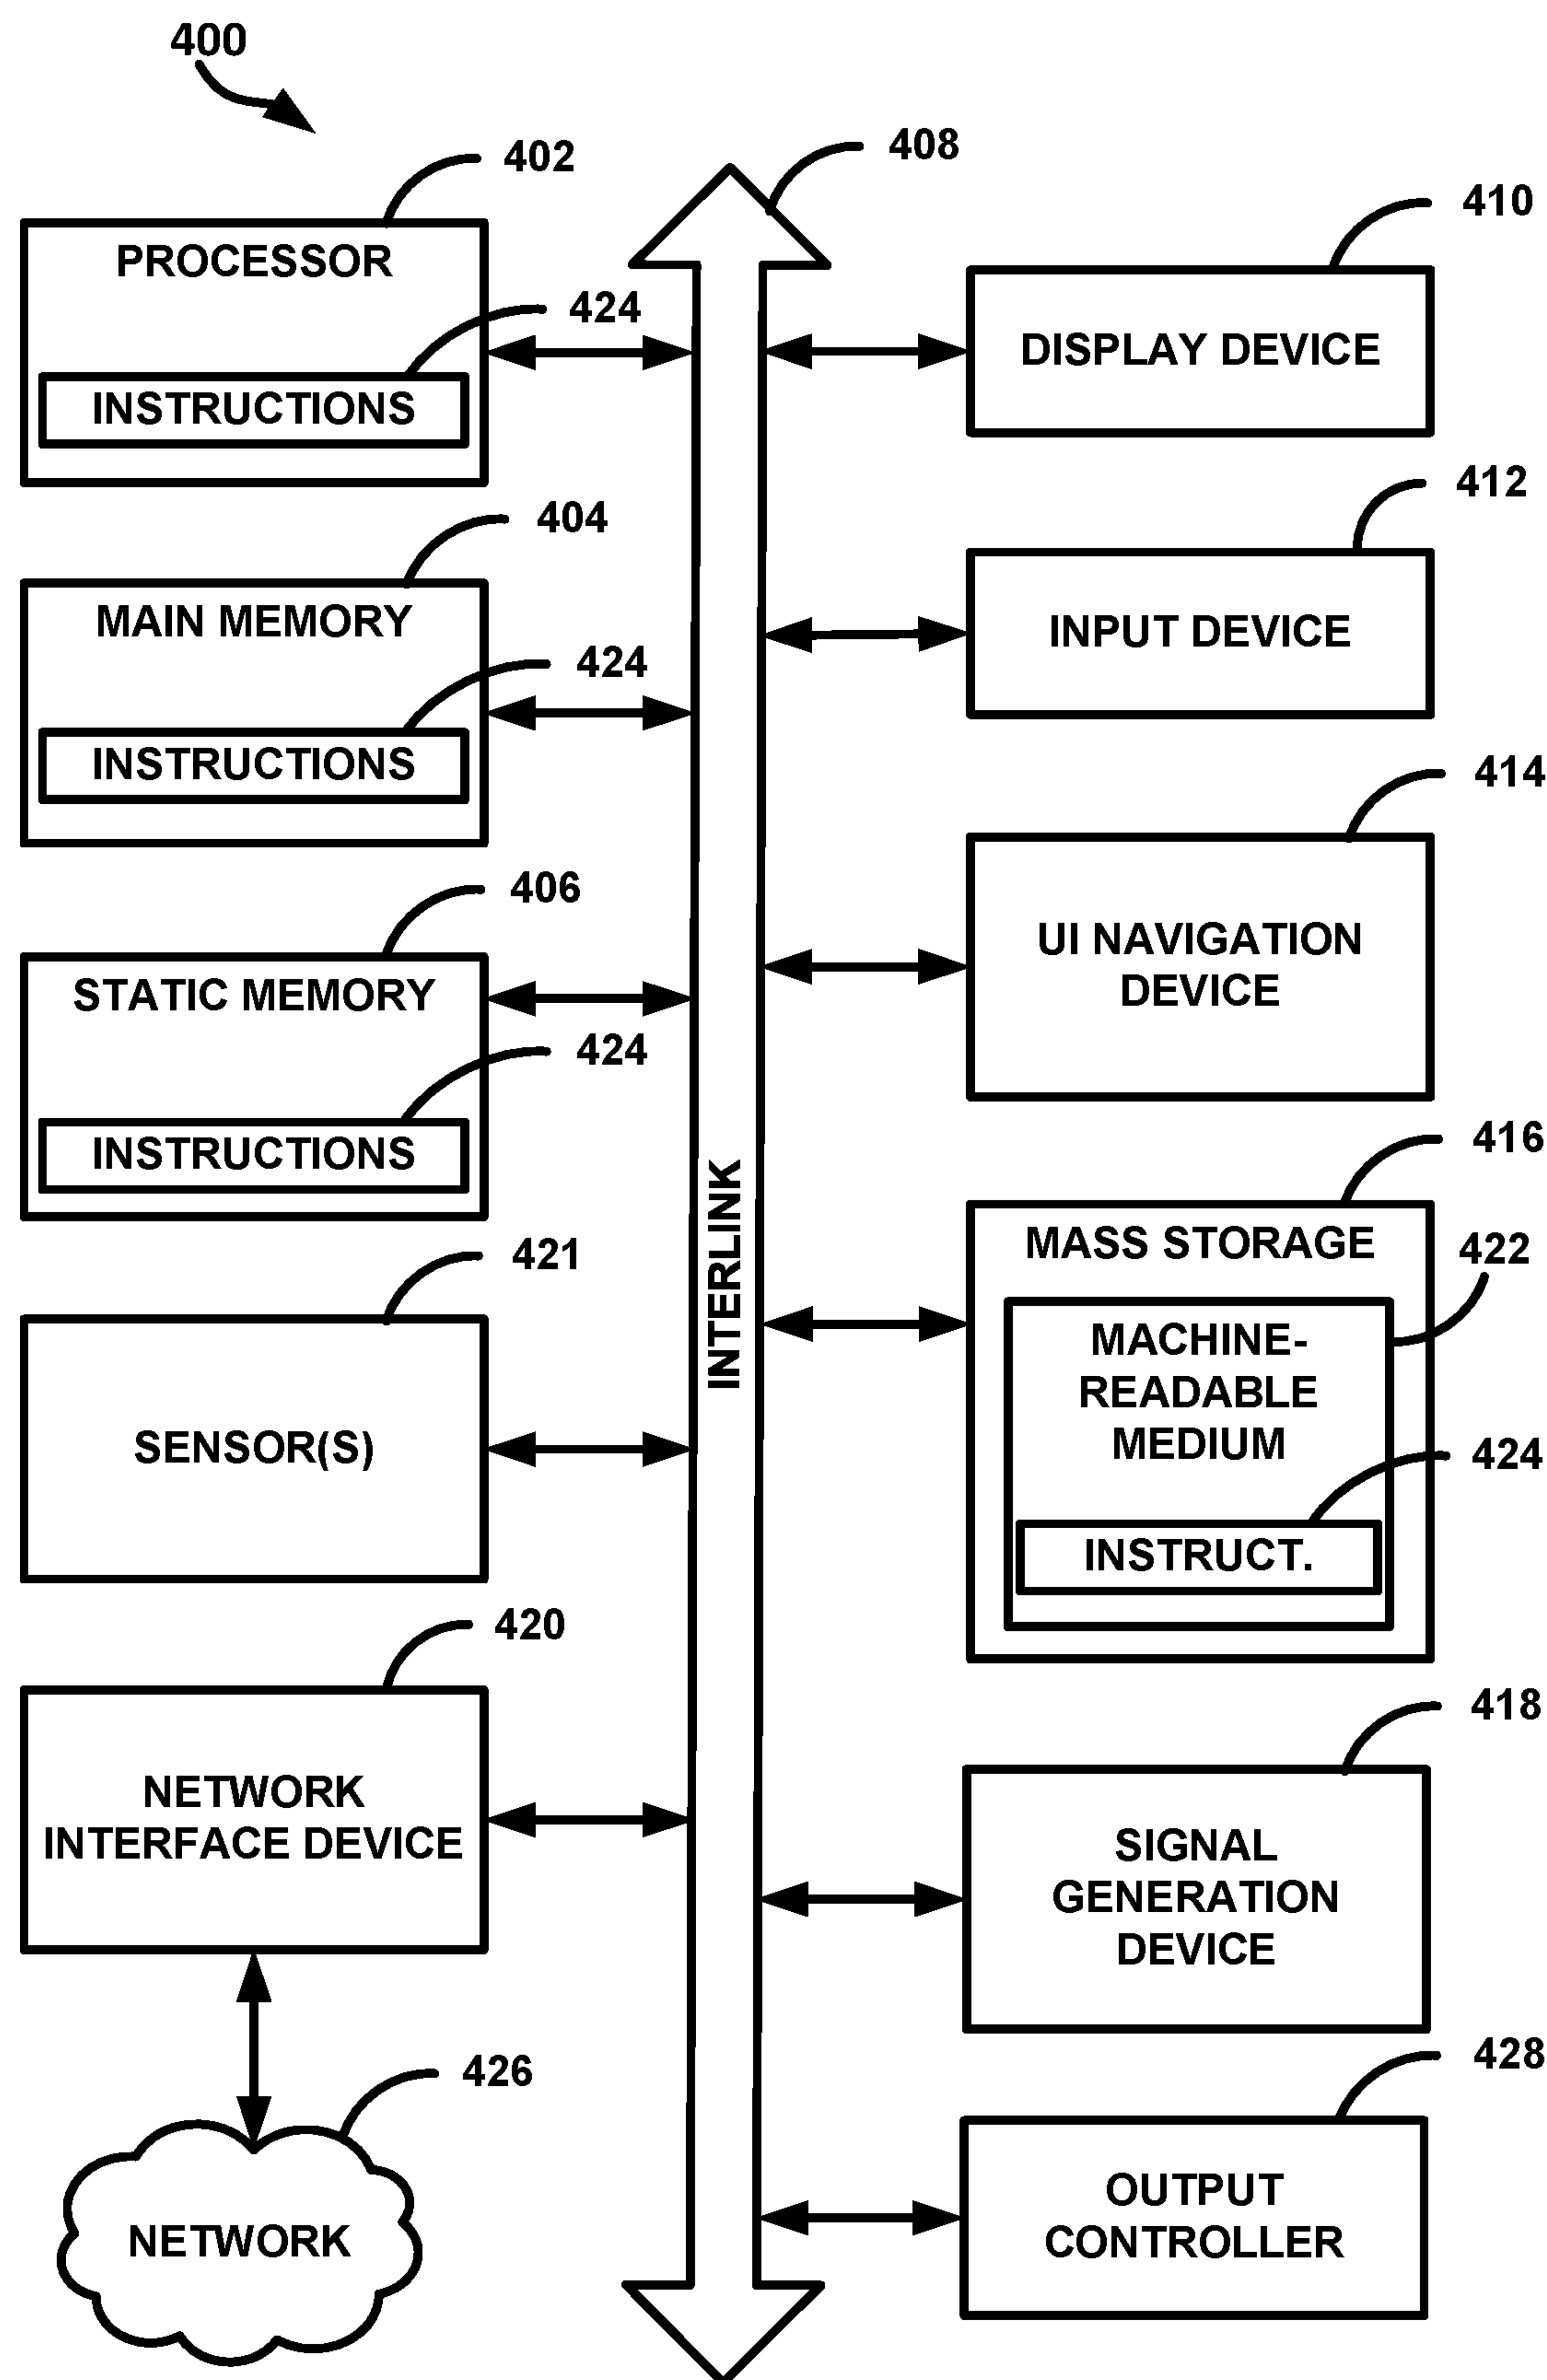 400
402
PROCESSOR
424
INSTRUCTIONS
404
MAIN MEMORY
424
INSTRUCTIONS
406
STATIC MEMORY
424
INSTRUCTIONS
421
SENSOR(S)
420
NETWORK
INTERFACE DEVICE
426
NETWORK
408
INTERLINK
410
DISPLAY DEVICE
412
INPUT DEVICE
414
UI NAVIGATION
DEVICE
416
MASS STORAGE
422
MACHINE-
READABLE
MEDIUM
424
INSTRUCT.
418
SIGNAL
GENERATION
DEVICE
428
OUTPUT
CONTROLLER